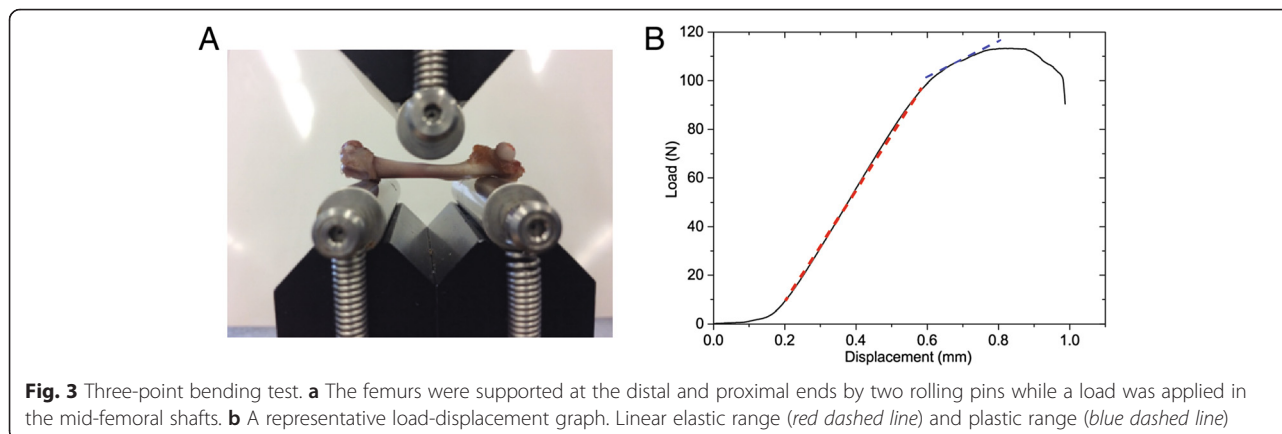 A
B
120
100
80
60
40
20
0
Load (N)
0.0 0.2 0.4 0.6 0.8 1.0
Displacement (mm)
Fig. 3 Three-point bending test. a The femurs were supported at the distal and proximal ends by two rolling pins while a load was applied in
the mid-femoral shafts. b A representative load-displacement graph. Linear elastic range (red dashed line) and plastic range (blue dashed line)